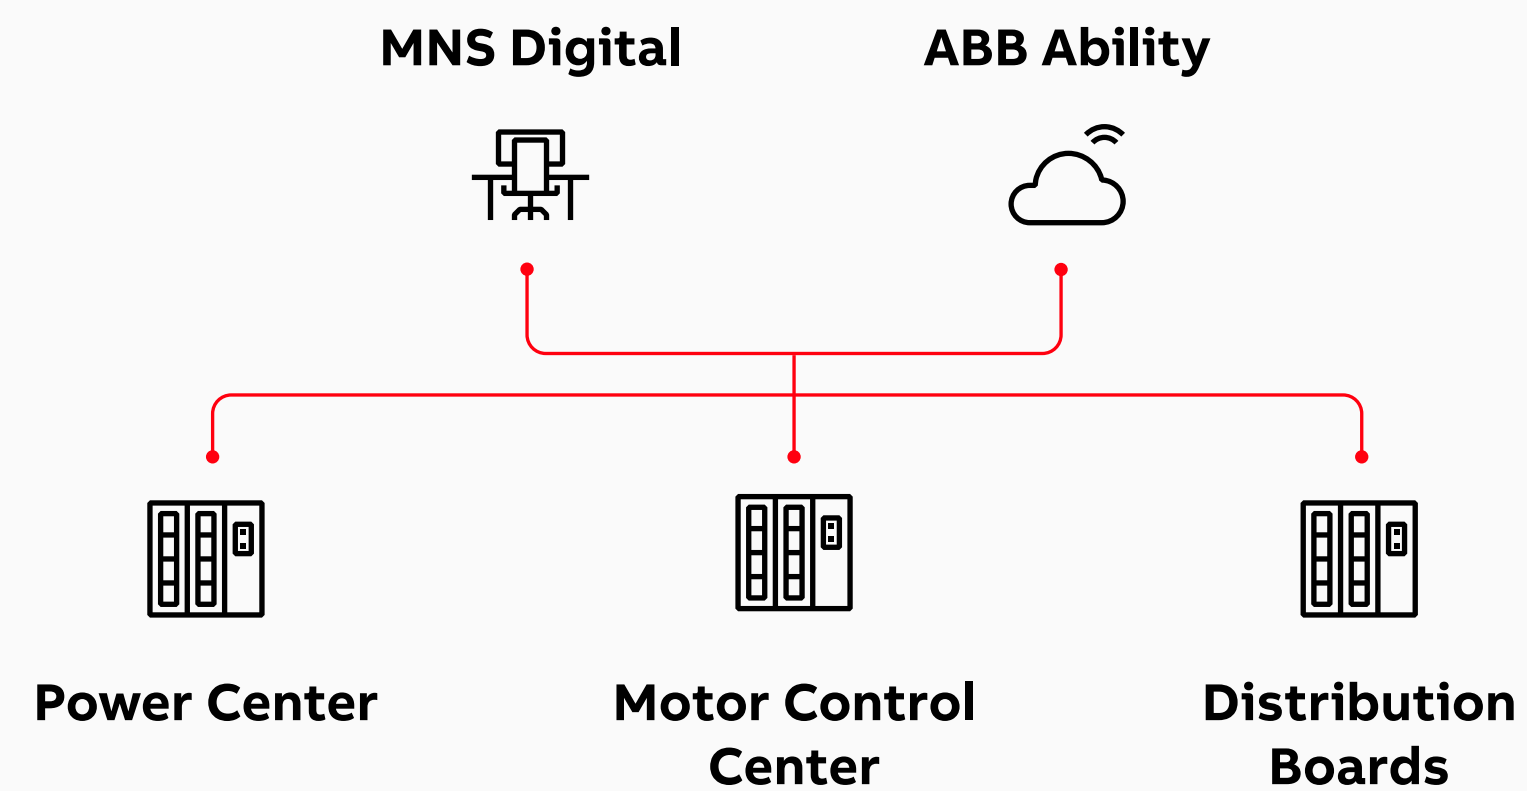 MNS Digital
ABB Ability
Power Center
Motor Control
Center
Distribution
Boards